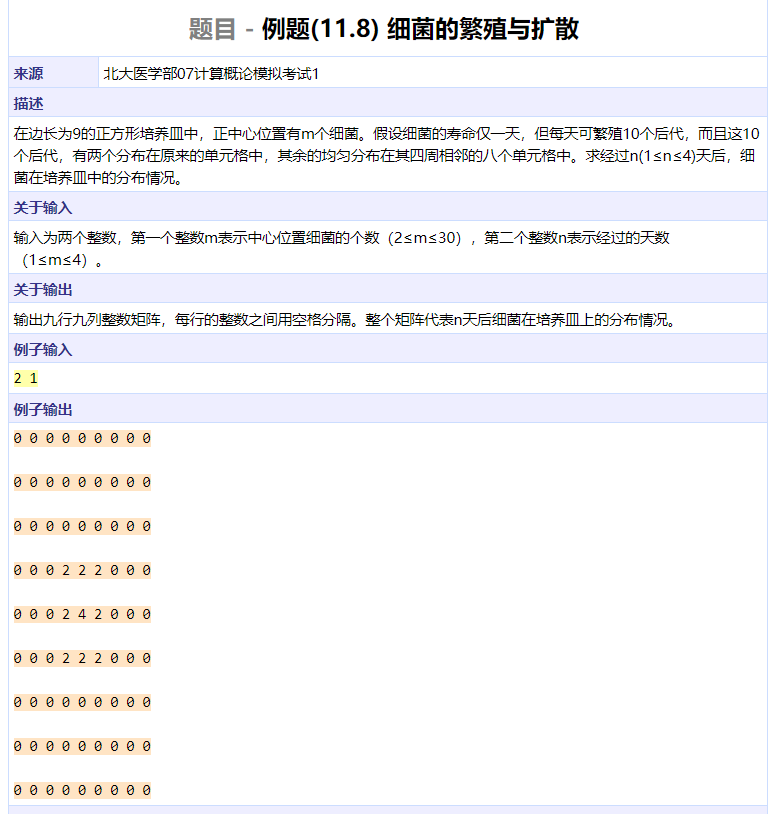 题目 - 例题(11.8) 细菌的繁殖与扩散
来源 北大医学部07计算概论模拟考试1
描述
在边长为9的正方形培养皿中，正中心位置有m个细菌。假设细菌的寿命仅一天，但每天可繁殖10个后代，而且这10
个后代，有两个分布在原来的单元格中，其余的均匀分布在其四周相邻的八个单元格中。求经过n(1≤n≤4)天后，细
菌在培养皿中的分布情况。
关于输入
输入为两个整数，第一个整数m表示中心位置细菌的个数（2≤m≤30），第二个整数n表示经过的天数
（1≤m≤4）。
关于输出
输出九行九列整数矩阵，每行的整数之间用空格分隔。整个矩阵代表n天后细菌在培养皿上的分布情况。
例子输入
2 1
例子输出
0 0 0 0 0 0 0 0 0
0 0 0 0 0 0 0 0 0
0 0 0 0 0 0 0 0 0
0 0 0 2 2 2 0 0 0
0 0 0 2 4 2 0 0 0
0 0 0 2 2 2 0 0 0
0 0 0 0 0 0 0 0 0
0 0 0 0 0 0 0 0 0
0 0 0 0 0 0 0 0 0